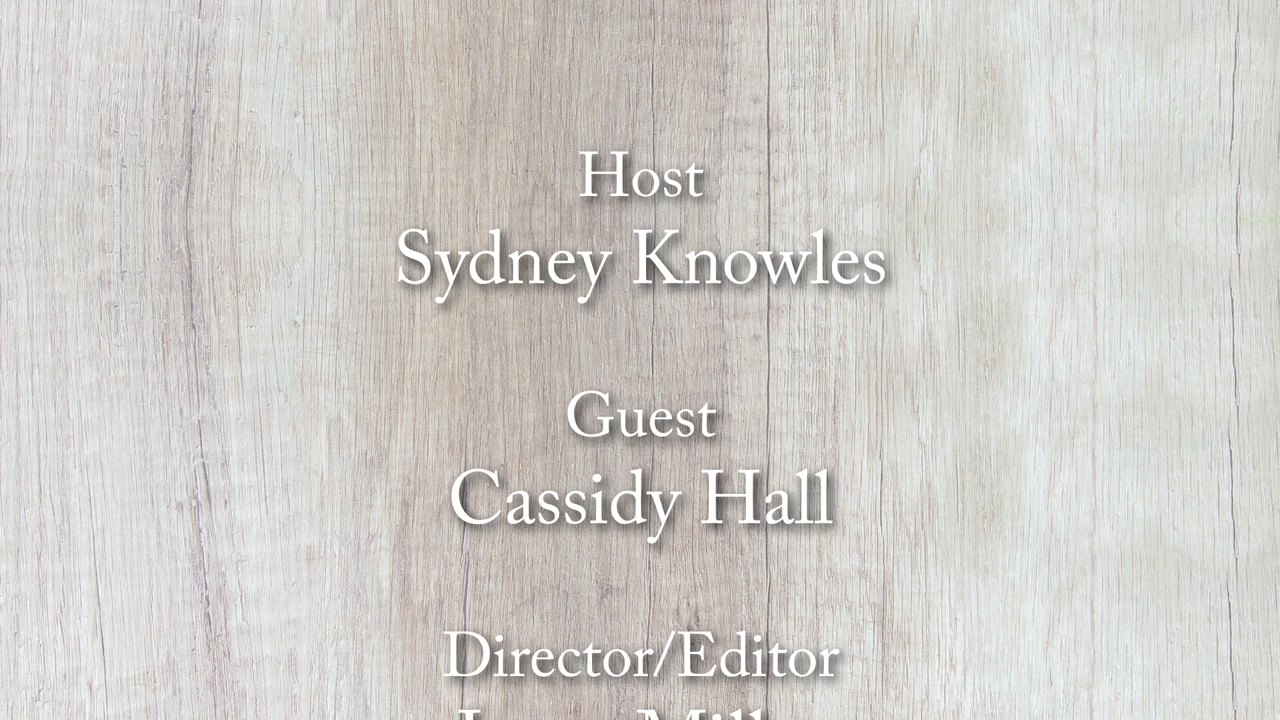 Host
Sydney Knowles
Guest
Cassidy Hall
Director/Editor